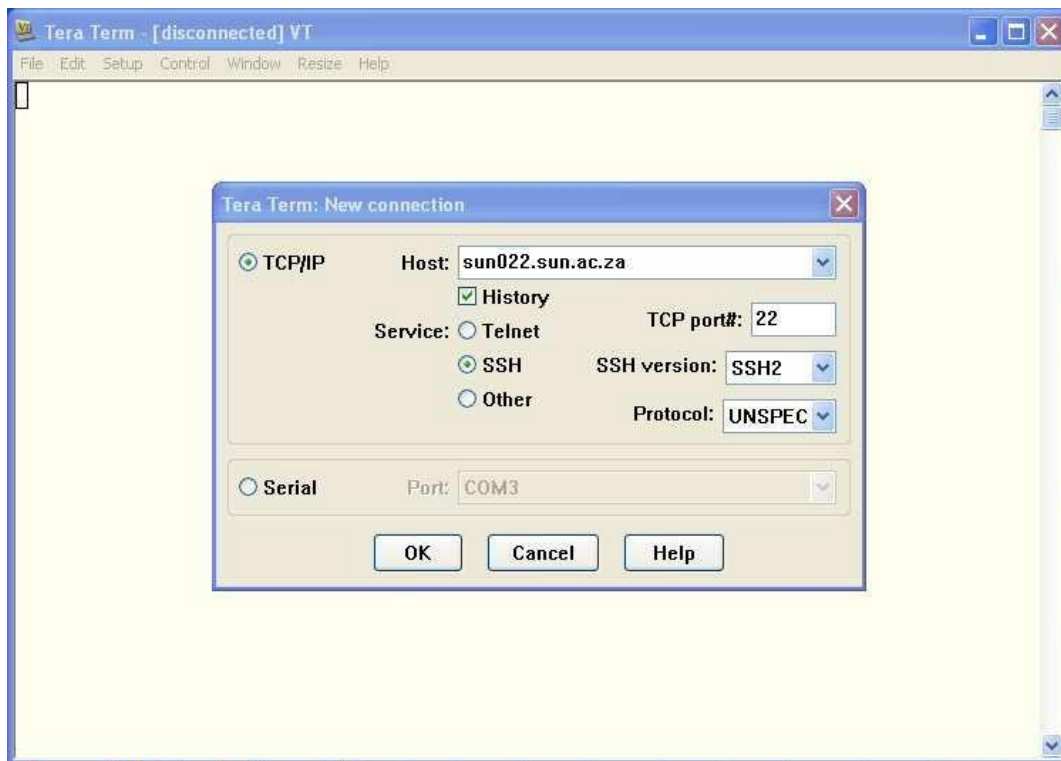 Tera Term - [disconnected] VT
File Edit Setup Control Window Resize Help
Tera Term: New connection
TCP/IP Host: sun022.sun.ac.za
History
Service: Telnet TCP port#: 22
SSH SSH version: SSH2
Other Protocol: UNSPEC
Serial Port: COM3
OK Cancel Help